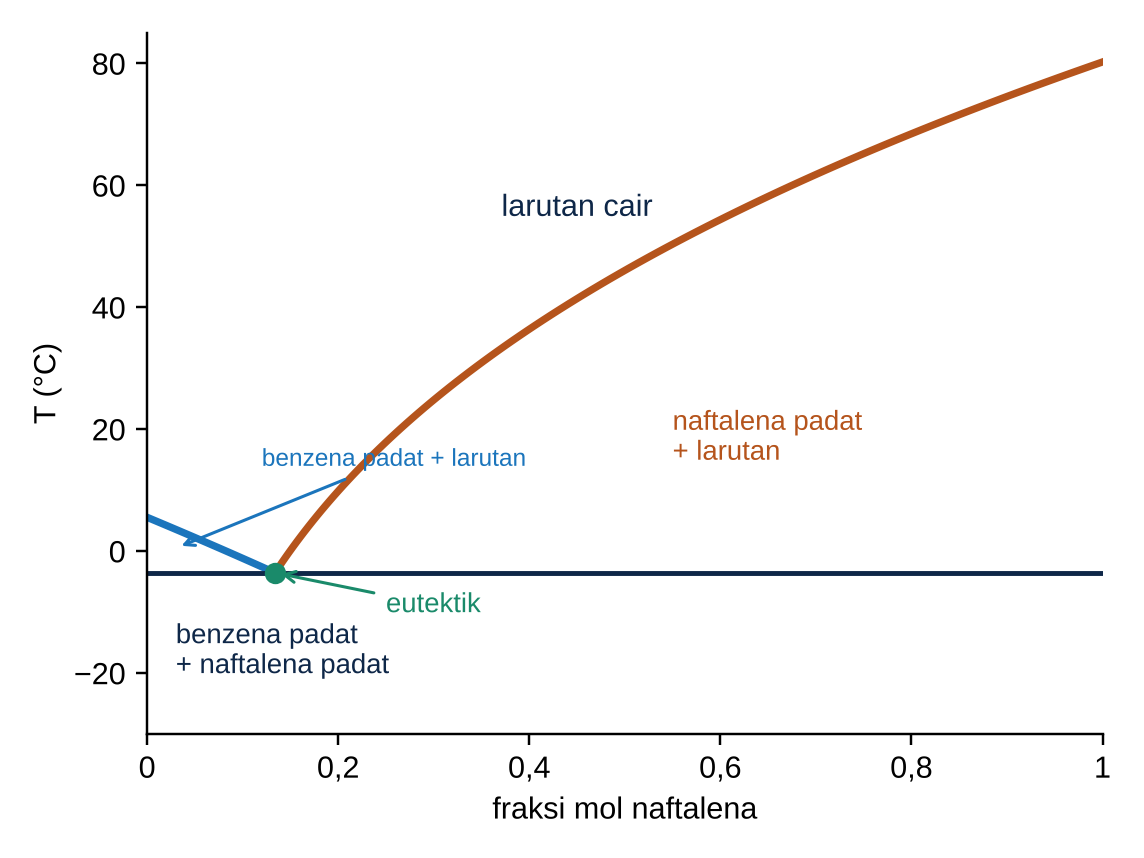 80
60
40
20
0
−20
T (°C)
larutan cair
naftalena padat
+ larutan
benzena padat + larutan
eutektik
benzena padat
+ naftalena padat
0
0,2
0,4
0,6
0,8
1
fraksi mol naftalena